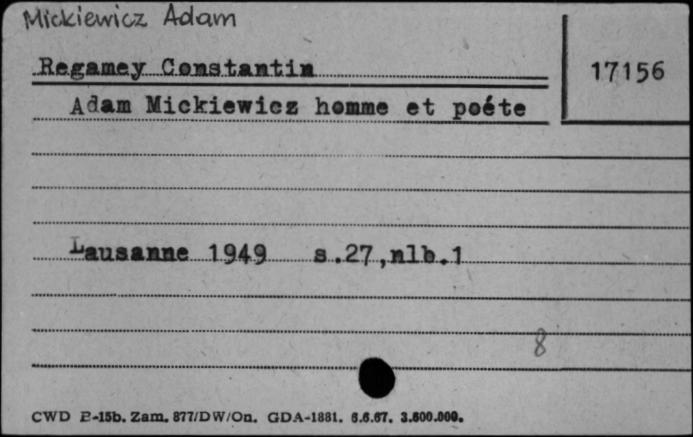 Mickiewicz Adam
Regamey Constantin
17156
Adam Mickiewicz homme et poéte
Lausanne 1949 s.27,nlb.1
8
CWD B-15b. Zam. 877/DW/On. GDA-1881. 6.6.67. 3.600.000.